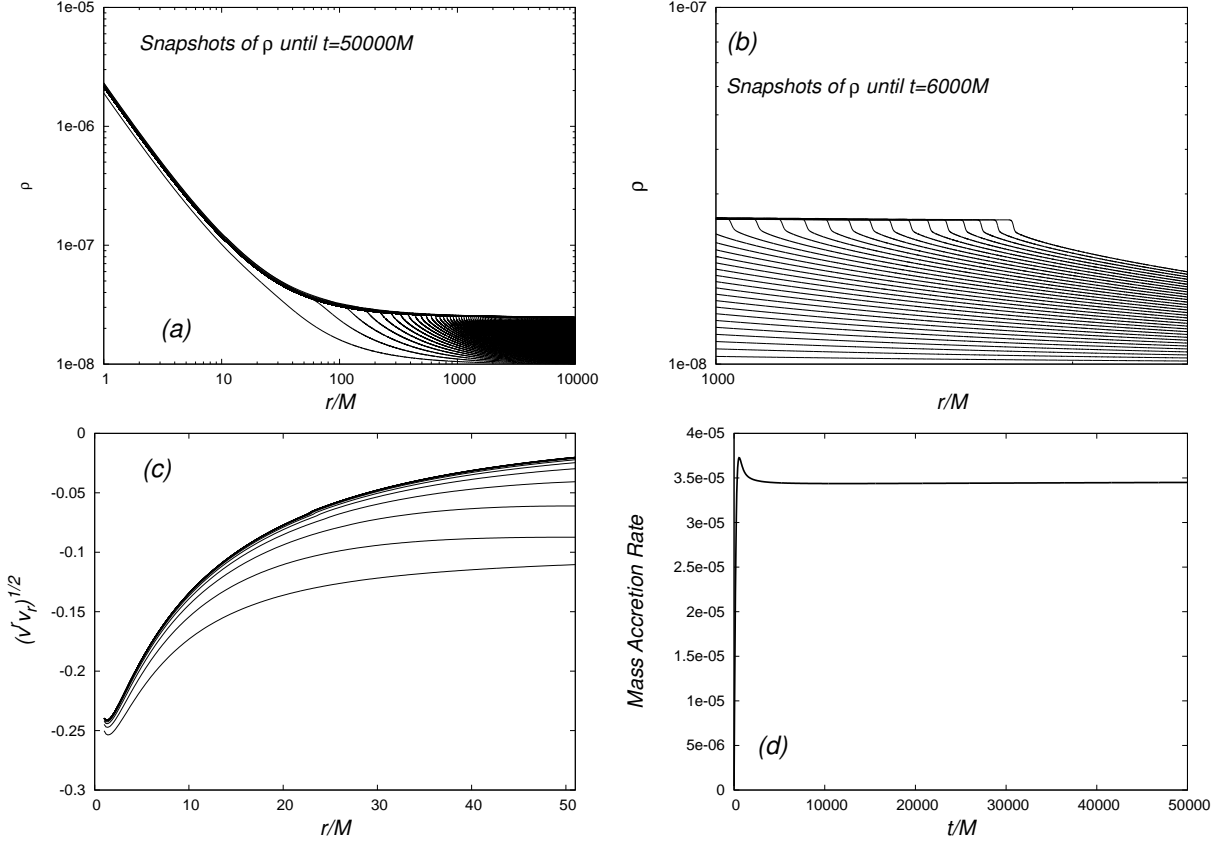 1e-05
Snapshots of ρ until t=50000M
1e-06
ρ
1e-07
(a)
1e-08
1 10 100 1000 10000
r/M
1e-07
(b)
Snapshots of ρ until t=6000M
ρ
1e-08
1000
r/M
0
(c)
-0.05
-0.1
(vʳ vᵣ)^1/2
-0.15
-0.2
-0.25
-0.3
0 10 20 30 40 50
r/M
4e-05
3.5e-05
3e-05
2.5e-05
Mass Accretion Rate
2e-05
1.5e-05
1e-05
5e-06
(d)
0
0 10000 20000 30000 40000 50000
t/M